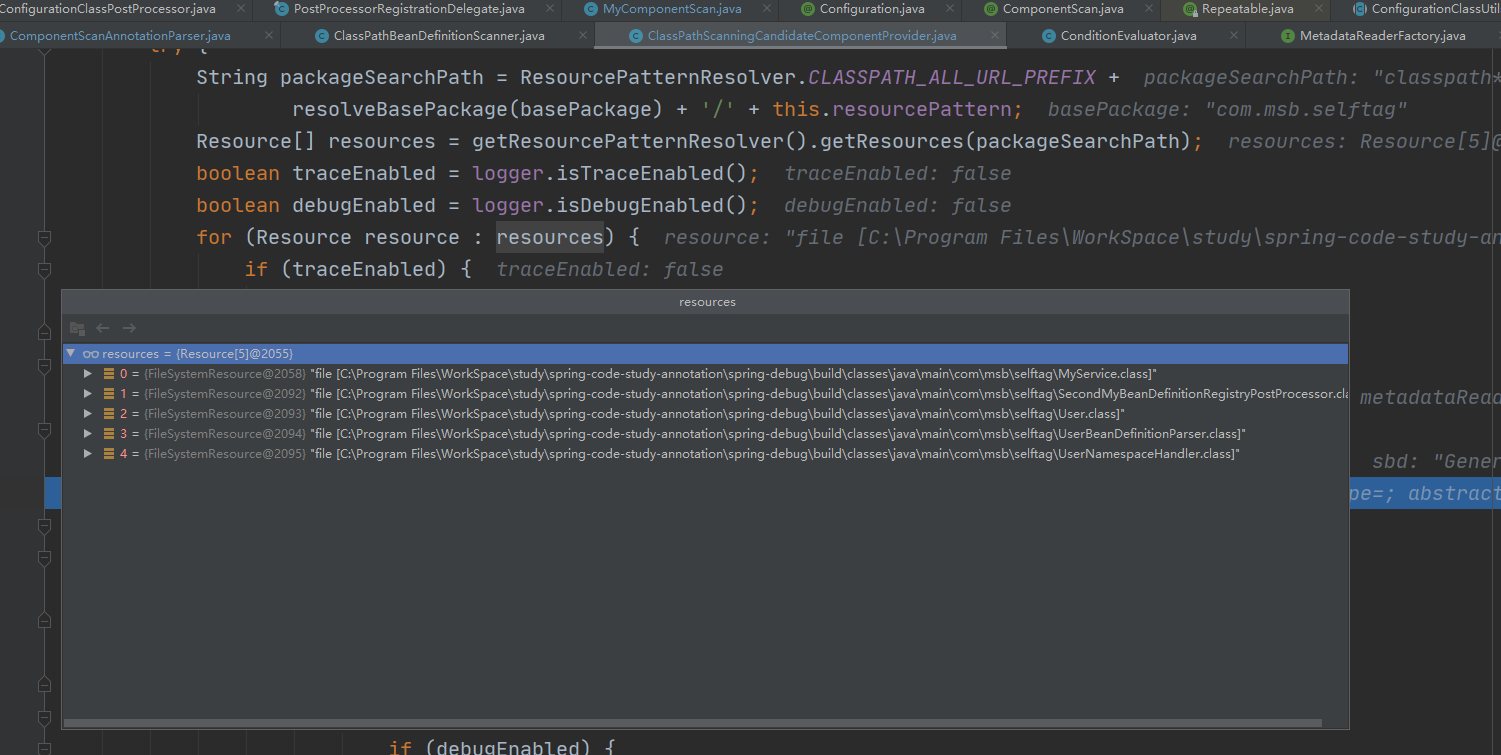 ConfigurationClassPostProcessor.java PostProcessorRegistrationDelegate.java MyComponentScan.java Configuration.java ComponentScan.java Repeatable.java ConfigurationClassUtil
ComponentScanAnnotationParser.java ClassPathBeanDefinitionScanner.java ClassPathScanningCandidateComponentProvider.java ConditionEvaluator.java MetadataReaderFactory.java
try {
String packageSearchPath = ResourcePatternResolver.CLASSPATH_ALL_URL_PREFIX + packageSearchPath: "classpath*
resolveBasePackage(basePackage) + '/' + this.resourcePattern; basePackage: "com.msb.selftag"
Resource[] resources = getResourcePatternResolver().getResources(packageSearchPath); resources: Resource[5]@
boolean traceEnabled = logger.isTraceEnabled(); traceEnabled: false
boolean debugEnabled = logger.isDebugEnabled(); debugEnabled: false
for (Resource resource : resources) { resource: "file [C:\Program Files\WorkSpace\study\spring-code-study-an
if (traceEnabled) { traceEnabled: false
resources
resources = {Resource[5]@2055}
0 = {FileSystemResource@2058} "file [C:\Program Files\WorkSpace\study\spring-code-study-annotation\spring-debug\build\classes\java\main\com\msb\selftag\MyService.class]"
1 = {FileSystemResource@2092} "file [C:\Program Files\WorkSpace\study\spring-code-study-annotation\spring-debug\build\classes\java\main\com\msb\selftag\SecondMyBeanDefinitionRegistryPostProcessor.cla
metadataRead
2 = {FileSystemResource@2093} "file [C:\Program Files\WorkSpace\study\spring-code-study-annotation\spring-debug\build\classes\java\main\com\msb\selftag\User.class]"
3 = {FileSystemResource@2094} "file [C:\Program Files\WorkSpace\study\spring-code-study-annotation\spring-debug\build\classes\java\main\com\msb\selftag\UserBeanDefinitionParser.class]"
4 = {FileSystemResource@2095} "file [C:\Program Files\WorkSpace\study\spring-code-study-annotation\spring-debug\build\classes\java\main\com\msb\selftag\UserNamespaceHandler.class]"
sbd: "Gener
pe=; abstract
if (debugEnabled) {